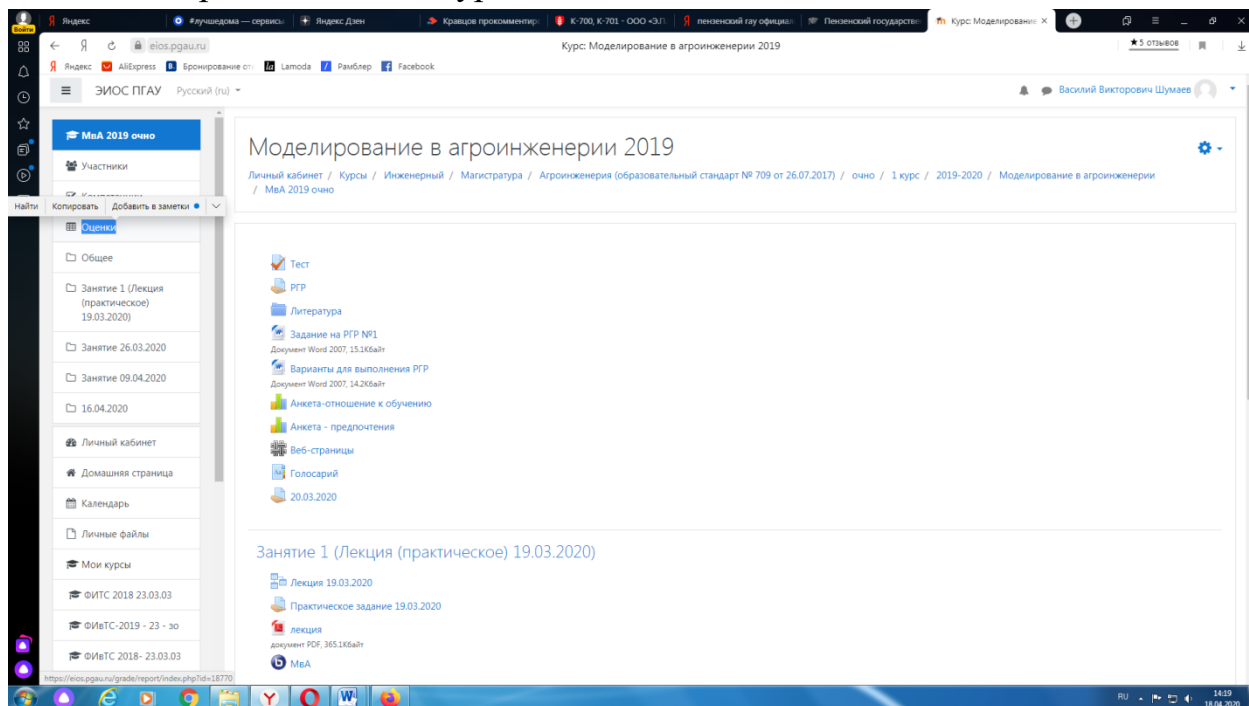 Яндекс
#лучшедома — сервисы
Яндекс.Дзен
Кравцов прокомментир
К-700, К-701 - ООО «Э.П.
пензенский гау официал
Пензенский государстве
Курс: Моделирование
Войти
eios.pgau.ru
Курс: Моделирование в агроинженерии 2019
★5 отзывов
Яндекс AliExpress Бронирование от Lamoda Рамблер Facebook
ЭИОС ПГАУ Русский (ru)
Василий Викторович Шумаев
МвА 2019 очно
Участники
Найти Копировать Добавить в заметки
Оценки
Общее
Занятие 1 (Лекция
(практическое)
19.03.2020)
Занятие 26.03.2020
Занятие 09.04.2020
16.04.2020
Личный кабинет
Домашняя страница
Календарь
Личные файлы
Мои курсы
ФИТС 2018 23.03.03
ФИвТС-2019 - 23 - зо
ФИвТС 2018- 23.03.03
https://eios.pgau.ru/grade/report/index.php?id=18770
Моделирование в агроинженерии 2019
Личный кабинет / Курсы / Инженерный / Магистратура / Агроинженерия (образовательный стандарт № 709 от 26.07.2017) / очно / 1 курс / 2019-2020 / Моделирование в агроинженерии
/ МвА 2019 очно
Тест
РГР
Литература
Задание на РГР №1
Документ Word 2007, 15.1Кбайт
Варианты для выполнения РГР
Документ Word 2007, 14.2Кбайт
Анкета-отношение к обучению
Анкета - предпочтения
Веб-страницы
Голосарий
20.03.2020
Занятие 1 (Лекция (практическое) 19.03.2020)
Лекция 19.03.2020
Практическое задание 19.03.2020
лекция
документ PDF, 365.1Кбайт
МвА
RU
14:19
18.04.2020